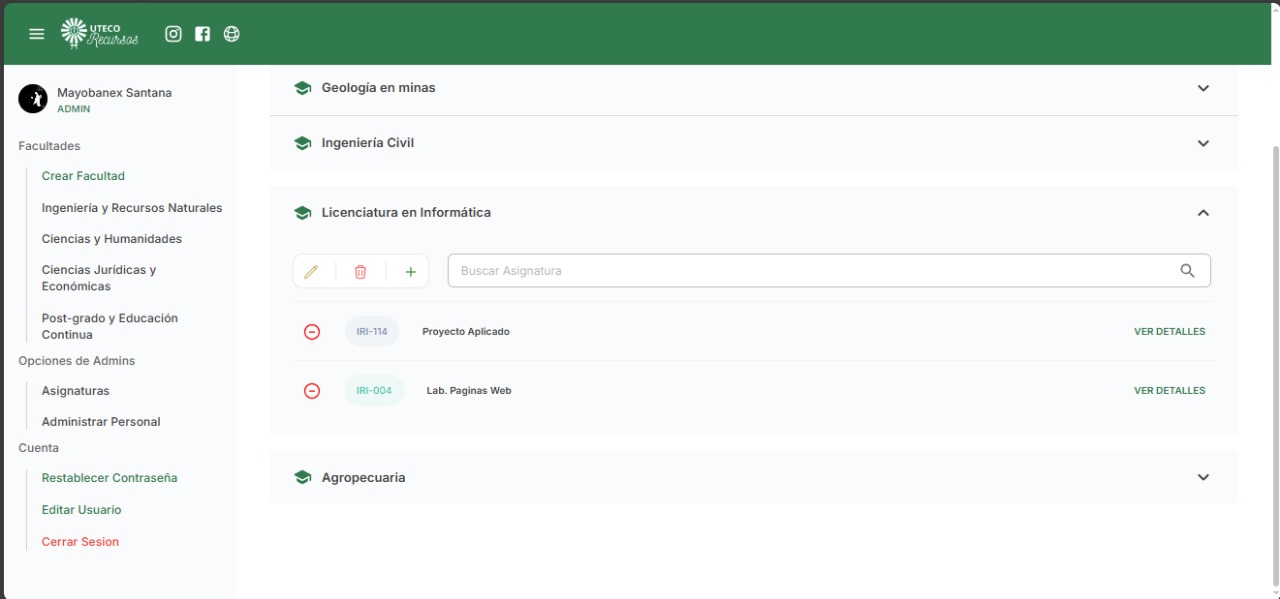 UTECO
Recursos
Mayobanex Santana
ADMIN
Facultades
Crear Facultad
Ingeniería y Recursos Naturales
Ciencias y Humanidades
Ciencias Jurídicas y
Económicas
Post-grado y Educación
Continua
Opciones de Admins
Asignaturas
Administrar Personal
Cuenta
Restablecer Contraseña
Editar Usuario
Cerrar Sesion
Geología en minas
Ingeniería Civil
Licenciatura en Informática
Buscar Asignatura
IRI-114 Proyecto Aplicado VER DETALLES
IRI-004 Lab. Paginas Web VER DETALLES
Agropecuaria